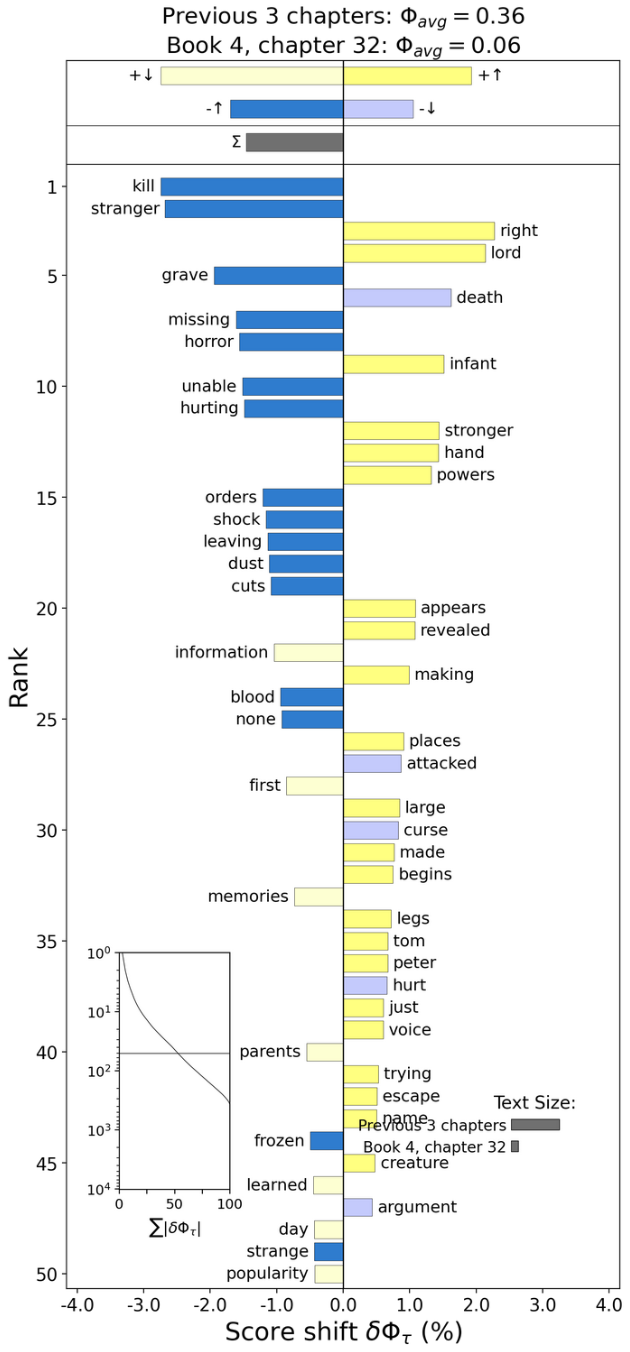 Previous 3 chapters: Φavg = 0.36
Book 4, chapter 32: Φavg = 0.06
+↓ +↑
-↑ -↓
Σ
1 kill
stranger
right
lord
5 grave
death
missing
horror
infant
10 unable
hurting
stronger
hand
powers
15 orders
shock
leaving
dust
cuts
20 appears
revealed
information
making
blood
25 none
places
attacked
first
large
30 curse
made
begins
memories
legs
35 tom
peter
hurt
just
voice
40 parents
trying
escape
name
frozen
45 creature
learned
argument
day
strange
50 popularity
Rank
Text Size:
Previous 3 chapters
Book 4, chapter 32
10⁰
10¹
10²
10³
10⁴
0 50 100
∑|δΦτ|
-4.0 -3.0 -2.0 -1.0 0.0 1.0 2.0 3.0 4.0
Score shift δΦτ (%)